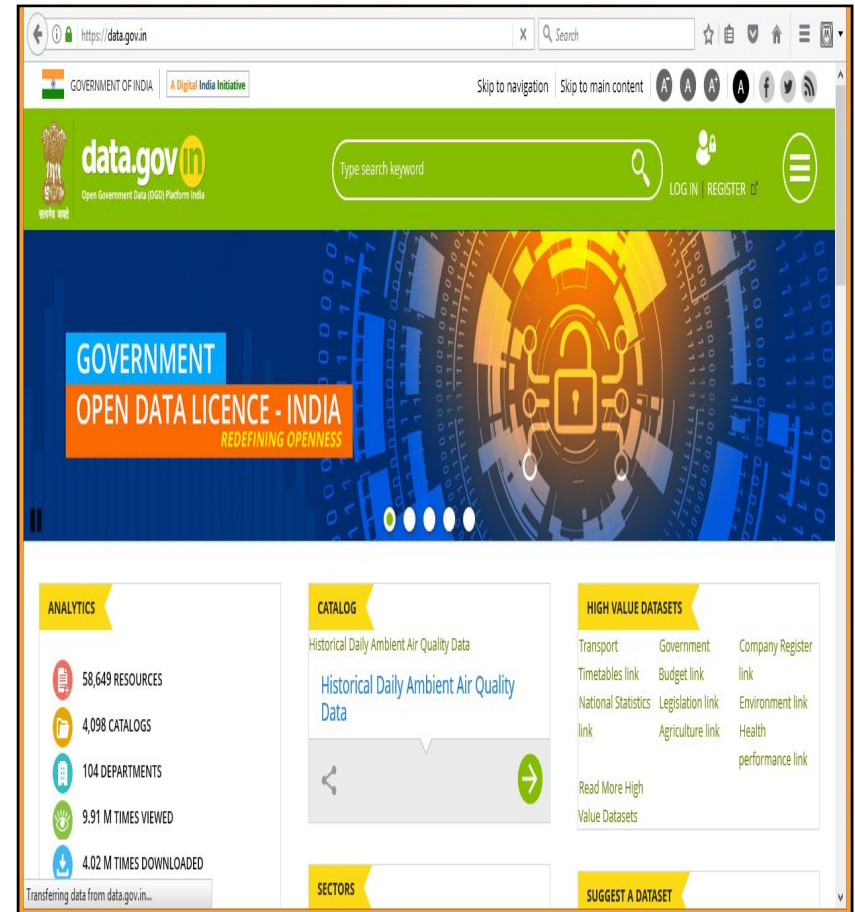 https://data.gov.in
X
Search
GOVERNMENT OF INDIA
A Digital India Initiative
Skip to navigation
Skip to main content
A-
A
A+
A
data.gov in
Open Government Data (OGD) Platform India
सत्यमेव जयते
Type search keyword
LOG IN | REGISTER
GOVERNMENT
OPEN DATA LICENCE - INDIA
REDEFINING OPENNESS
ANALYTICS
58,649 RESOURCES
4,098 CATALOGS
104 DEPARTMENTS
9.91 M TIMES VIEWED
4.02 M TIMES DOWNLOADED
Transferring data from data.gov.in...
CATALOG
Historical Daily Ambient Air Quality Data
Historical Daily Ambient Air Quality
Data
SECTORS
HIGH VALUE DATASETS
Transport
Timetables link
National Statistics
link
Read More High
Value Datasets
Government
Budget link
Legislation link
Agriculture link
Company Register
link
Environment link
Health
performance link
SUGGEST A DATASET